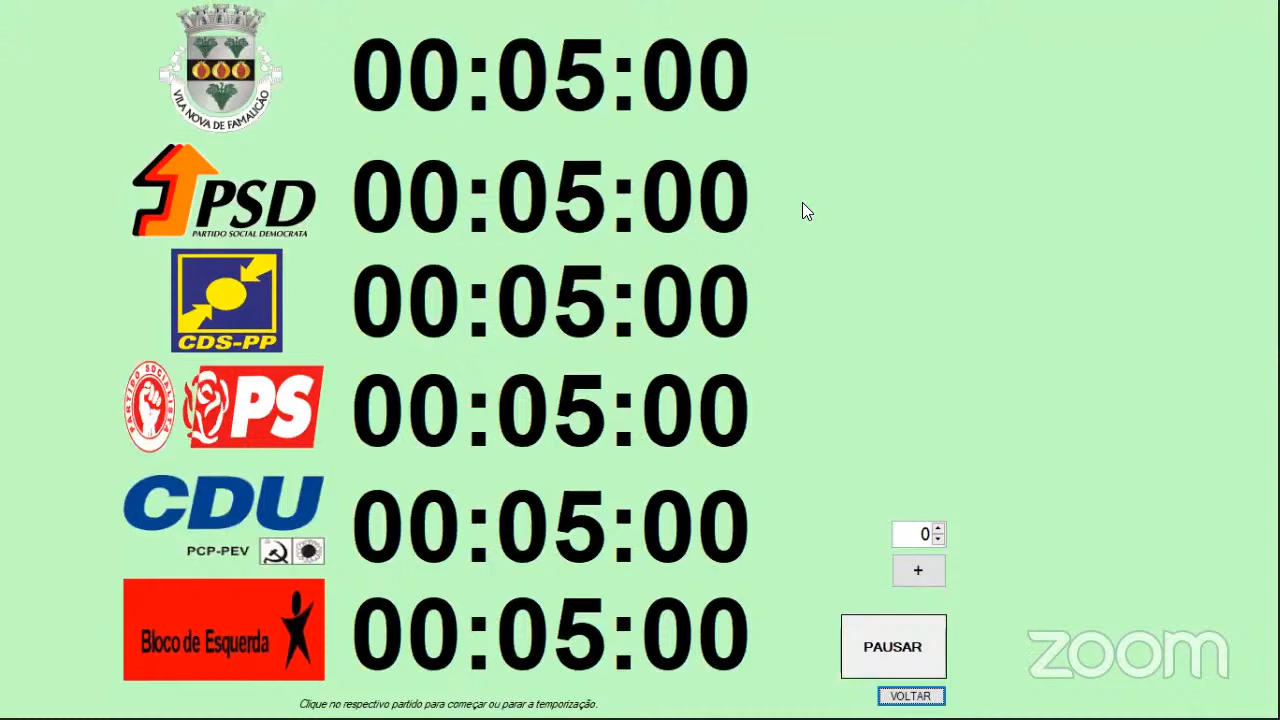 VILA NOVA DE FAMALICÃO
00:05:00
PSD
PARTIDO SOCIAL DEMOCRATA
00:05:00
CDS-PP
00:05:00
PARTIDO SOCIALISTA
PS
00:05:00
CDU
PCP-PEV
00:05:00
0
+
Bloco de Esquerda
00:05:00
PAUSAR
zoom
VOLTAR
Clique no respectivo partido para começar ou parar a temporização.